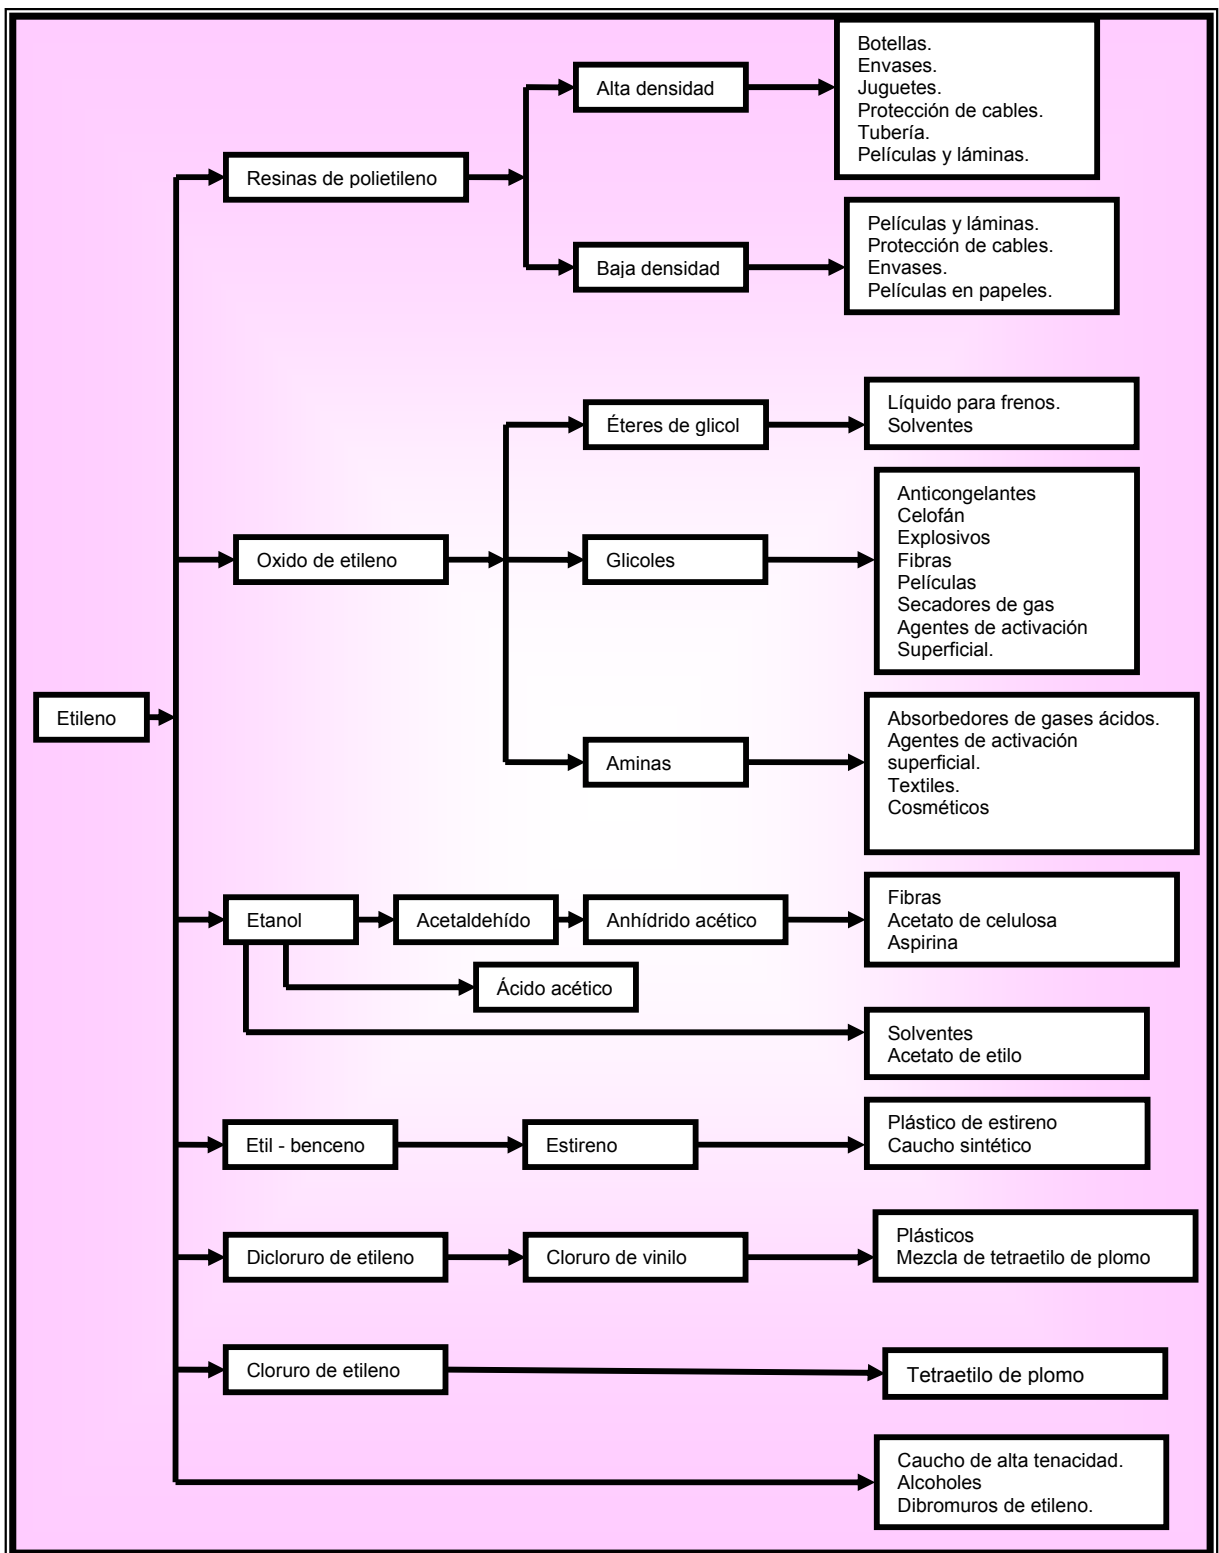 Botellas.
Envases.
Juguetes.
Protección de cables.
Tubería.
Películas y láminas.
Alta densidad
Resinas de polietileno
Baja densidad
Películas y láminas.
Protección de cables.
Envases.
Películas en papeles.
Éteres de glicol
Líquido para frenos.
Solventes
Oxido de etileno
Glicoles
Anticongelantes
Celofán
Explosivos
Fibras
Películas
Secadores de gas
Agentes de activación
Superficial.
Etileno
Aminas
Absorbedores de gases ácidos.
Agentes de activación
superficial.
Textiles.
Cosméticos
Etanol
Acetaldehído
Anhídrido acético
Fibras
Acetato de celulosa
Aspirina
Ácido acético
Solventes
Acetato de etilo
Etil - benceno
Estireno
Plástico de estireno
Caucho sintético
Dicloruro de etileno
Cloruro de vinilo
Plásticos
Mezcla de tetraetilo de plomo
Cloruro de etileno
Tetraetilo de plomo
Caucho de alta tenacidad.
Alcoholes
Dibromuros de etileno.